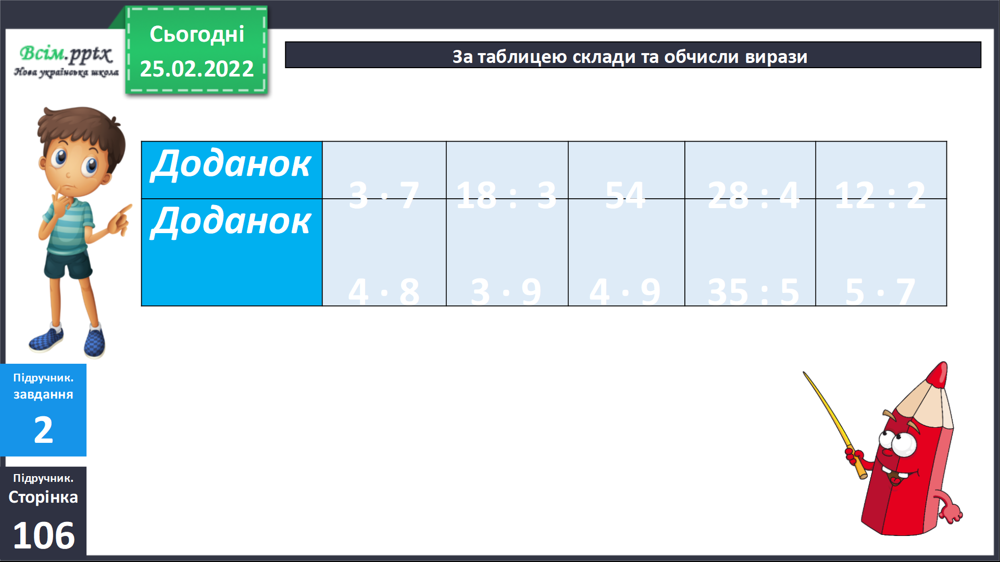 Сьогодні
25.02.2022
Всім.pptx
Нова українська школа
За таблицею склади та обчисли вирази
Доданок 3 · 7 18 : 3 54 28 : 4 12 : 2
Доданок 4 · 8 3 · 9 4 · 9 35 : 5 5 · 7
Підручник.
завдання
2
Підручник.
Сторінка
106